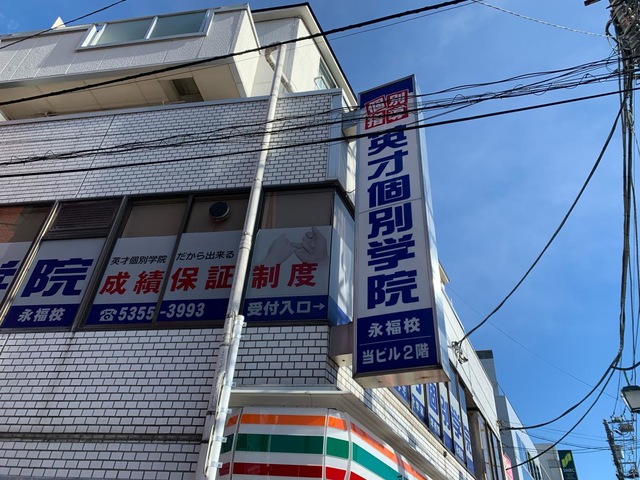 英才個別学院
永福校
当ビル2階
学院
永福校
英才個別学院
だから出来る
成績保証制度
☎5355-3993
受付入口→